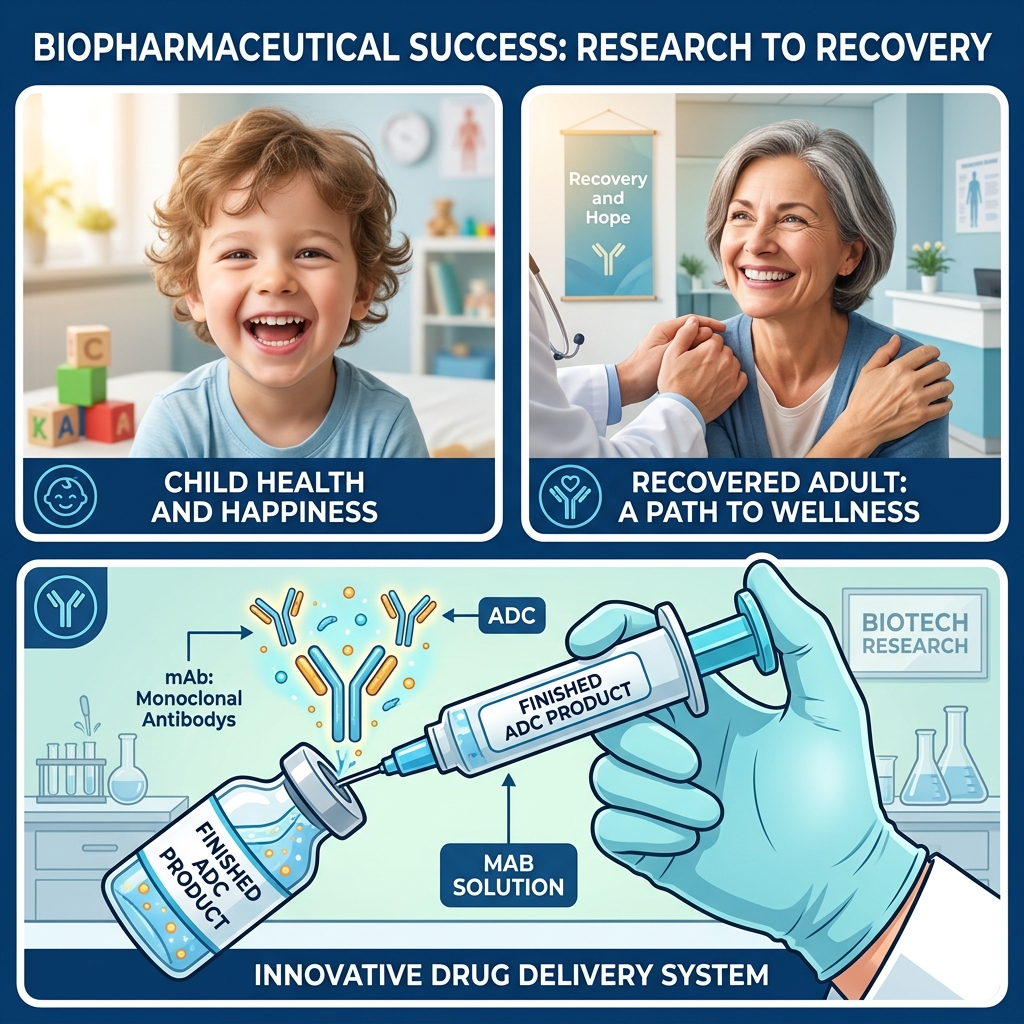 BIOPHARMACEUTICAL SUCCESS: RESEARCH TO RECOVERY
C
K A A
CHILD HEALTH
AND HAPPINESS
Recovery
and
Hope
RECOVERED ADULT:
A PATH TO WELLNESS
ADC
mAb:
Monoclonal
Antibodys
FINISHED
ADC PRODUCT
BIOTECH
RESEARCH
FINISHED
ADC
PRODUCT
MAB
SOLUTION
INNOVATIVE DRUG DELIVERY SYSTEM